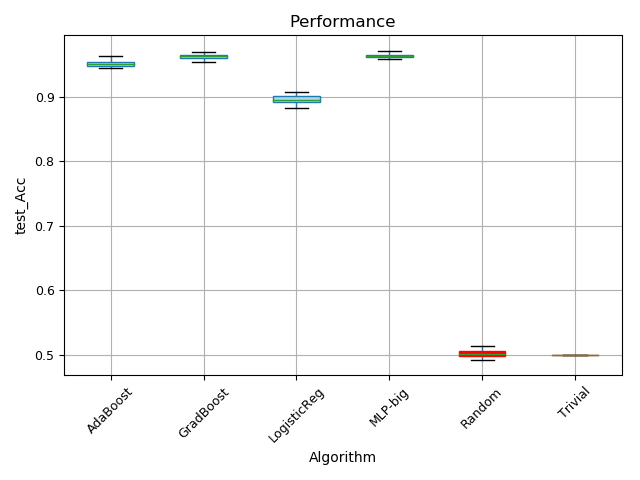 Performance
test_Acc
0.9
0.8
0.7
0.6
0.5
AdaBoost
GradBoost
LogisticReg
MLP-big
Random
Trivial
Algorithm